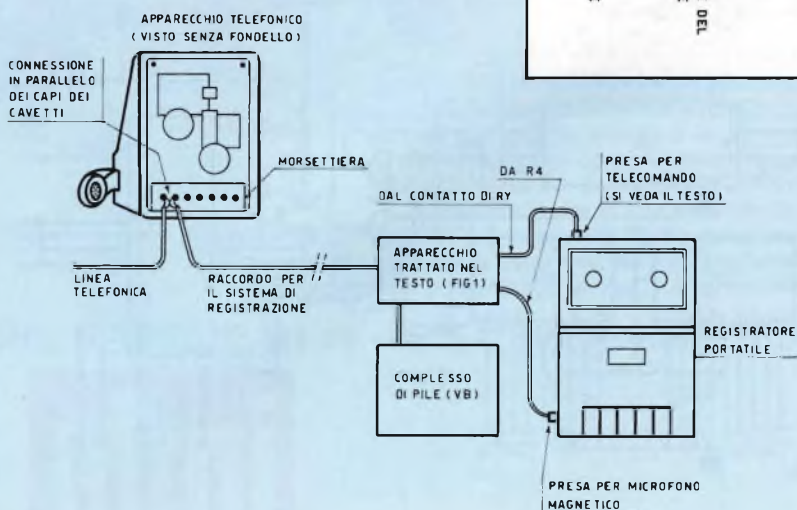 APPARECCHIO TELEFONICO
(VISTO SENZA FONDELLO)
CONNESSIONE
IN PARALLELO
DEI CAPI DEI
CAVETTI
MORSETTIERA
LINEA
TELEFONICA
RACCORDO PER
IL SISTEMA DI
REGISTRAZIONE
DAL CONTATTO DI RY
DA R4
PRESA PER
TELECOMANDO
(SI VEDA IL TESTO)
APPARECCHIO
TRATTATO NEL
TESTO (FIG1)
COMPLESSO
DI PILE (VB)
REGISTRATORE
PORTATILE
PRESA PER MICROFONO
MAGNETICO
DEL